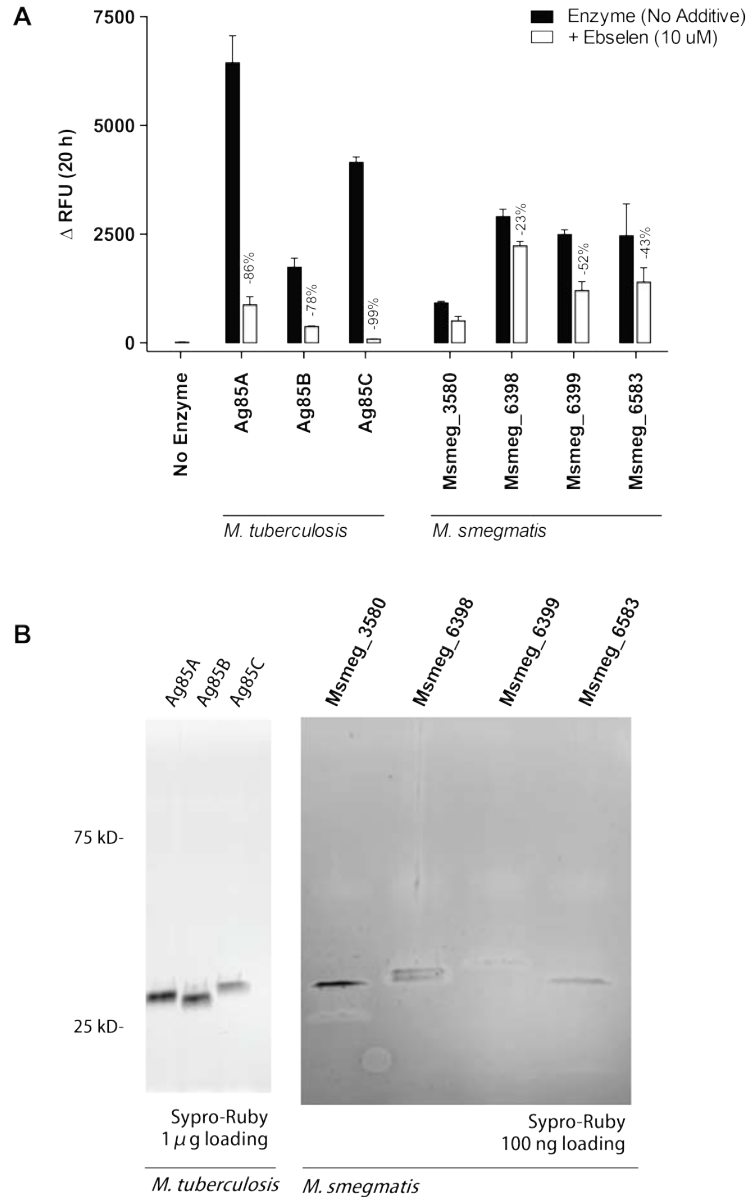 A
7500
5000
2500
0
Δ RFU (20 h)
Enzyme (No Additive)
+ Ebselen (10 uM)
-86%
-78%
-99%
-23%
-52%
-43%
No Enzyme
Ag85A
Ag85B
Ag85C
Msmeg_3580
Msmeg_6398
Msmeg_6399
Msmeg_6583
M. tuberculosis
M. smegmatis
B
Ag85A
Ag85B
Ag85C
Msmeg_3580
Msmeg_6398
Msmeg_6399
Msmeg_6583
75 kD-
25 kD-
Sypro-Ruby
1 μg loading
Sypro-Ruby
100 ng loading
M. tuberculosis
M. smegmatis